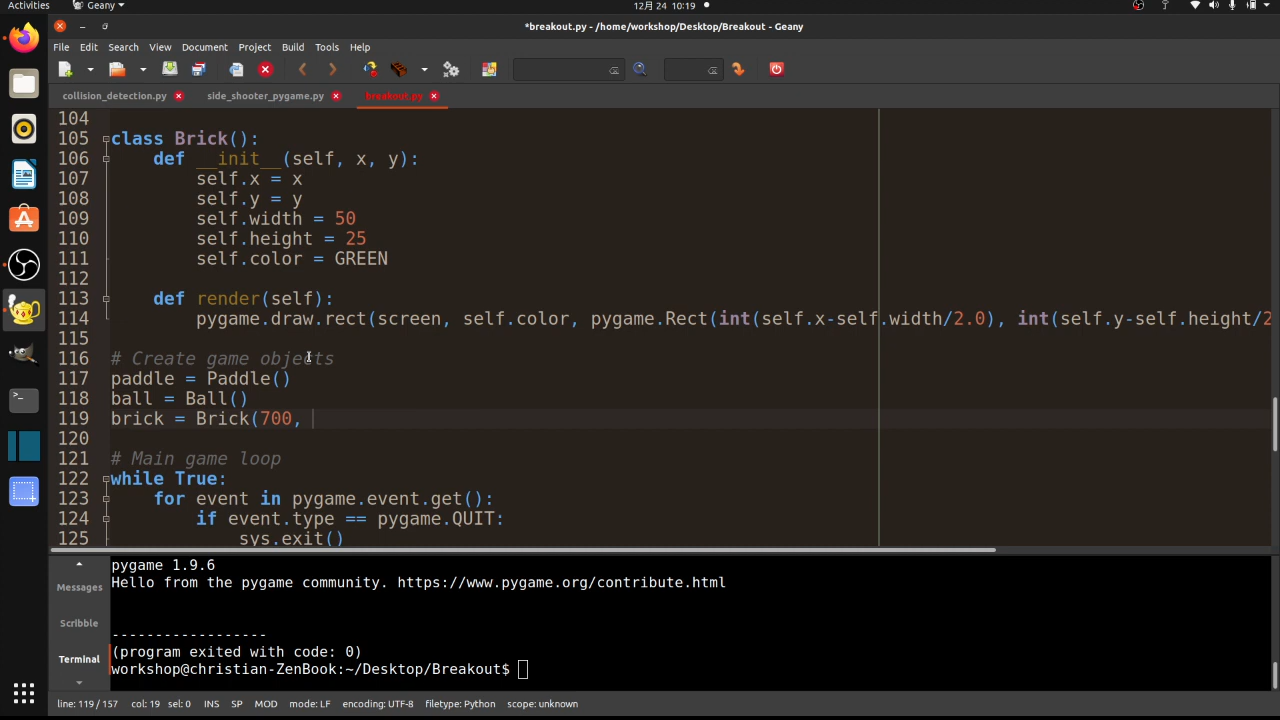 Activities Geany 12月 24 10:19
*breakout.py - /home/workshop/Desktop/Breakout - Geany
File Edit Search View Document Project Build Tools Help
collision_detection.py side_shooter_pygame.py breakout.py
104
105 class Brick():
106 def __init__(self, x, y):
107 self.x = x
108 self.y = y
109 self.width = 50
110 self.height = 25
111 self.color = GREEN
112
113 def render(self):
114 pygame.draw.rect(screen, self.color, pygame.Rect(int(self.x-self.width/2.0), int(self.y-self.height/2
115
116 # Create game objects
117 paddle = Paddle()
118 ball = Ball()
119 brick = Brick(700,
120
121 # Main game loop
122 while True:
123 for event in pygame.event.get():
124 if event.type == pygame.QUIT:
125 sys.exit()
Messages
Scribble
Terminal
pygame 1.9.6
Hello from the pygame community. https://www.pygame.org/contribute.html
------------------
(program exited with code: 0)
workshop@christian-ZenBook:~/Desktop/Breakout$
line: 119 / 157 col: 19 sel: 0 INS SP MOD mode: LF encoding: UTF-8 filetype: Python scope: unknown